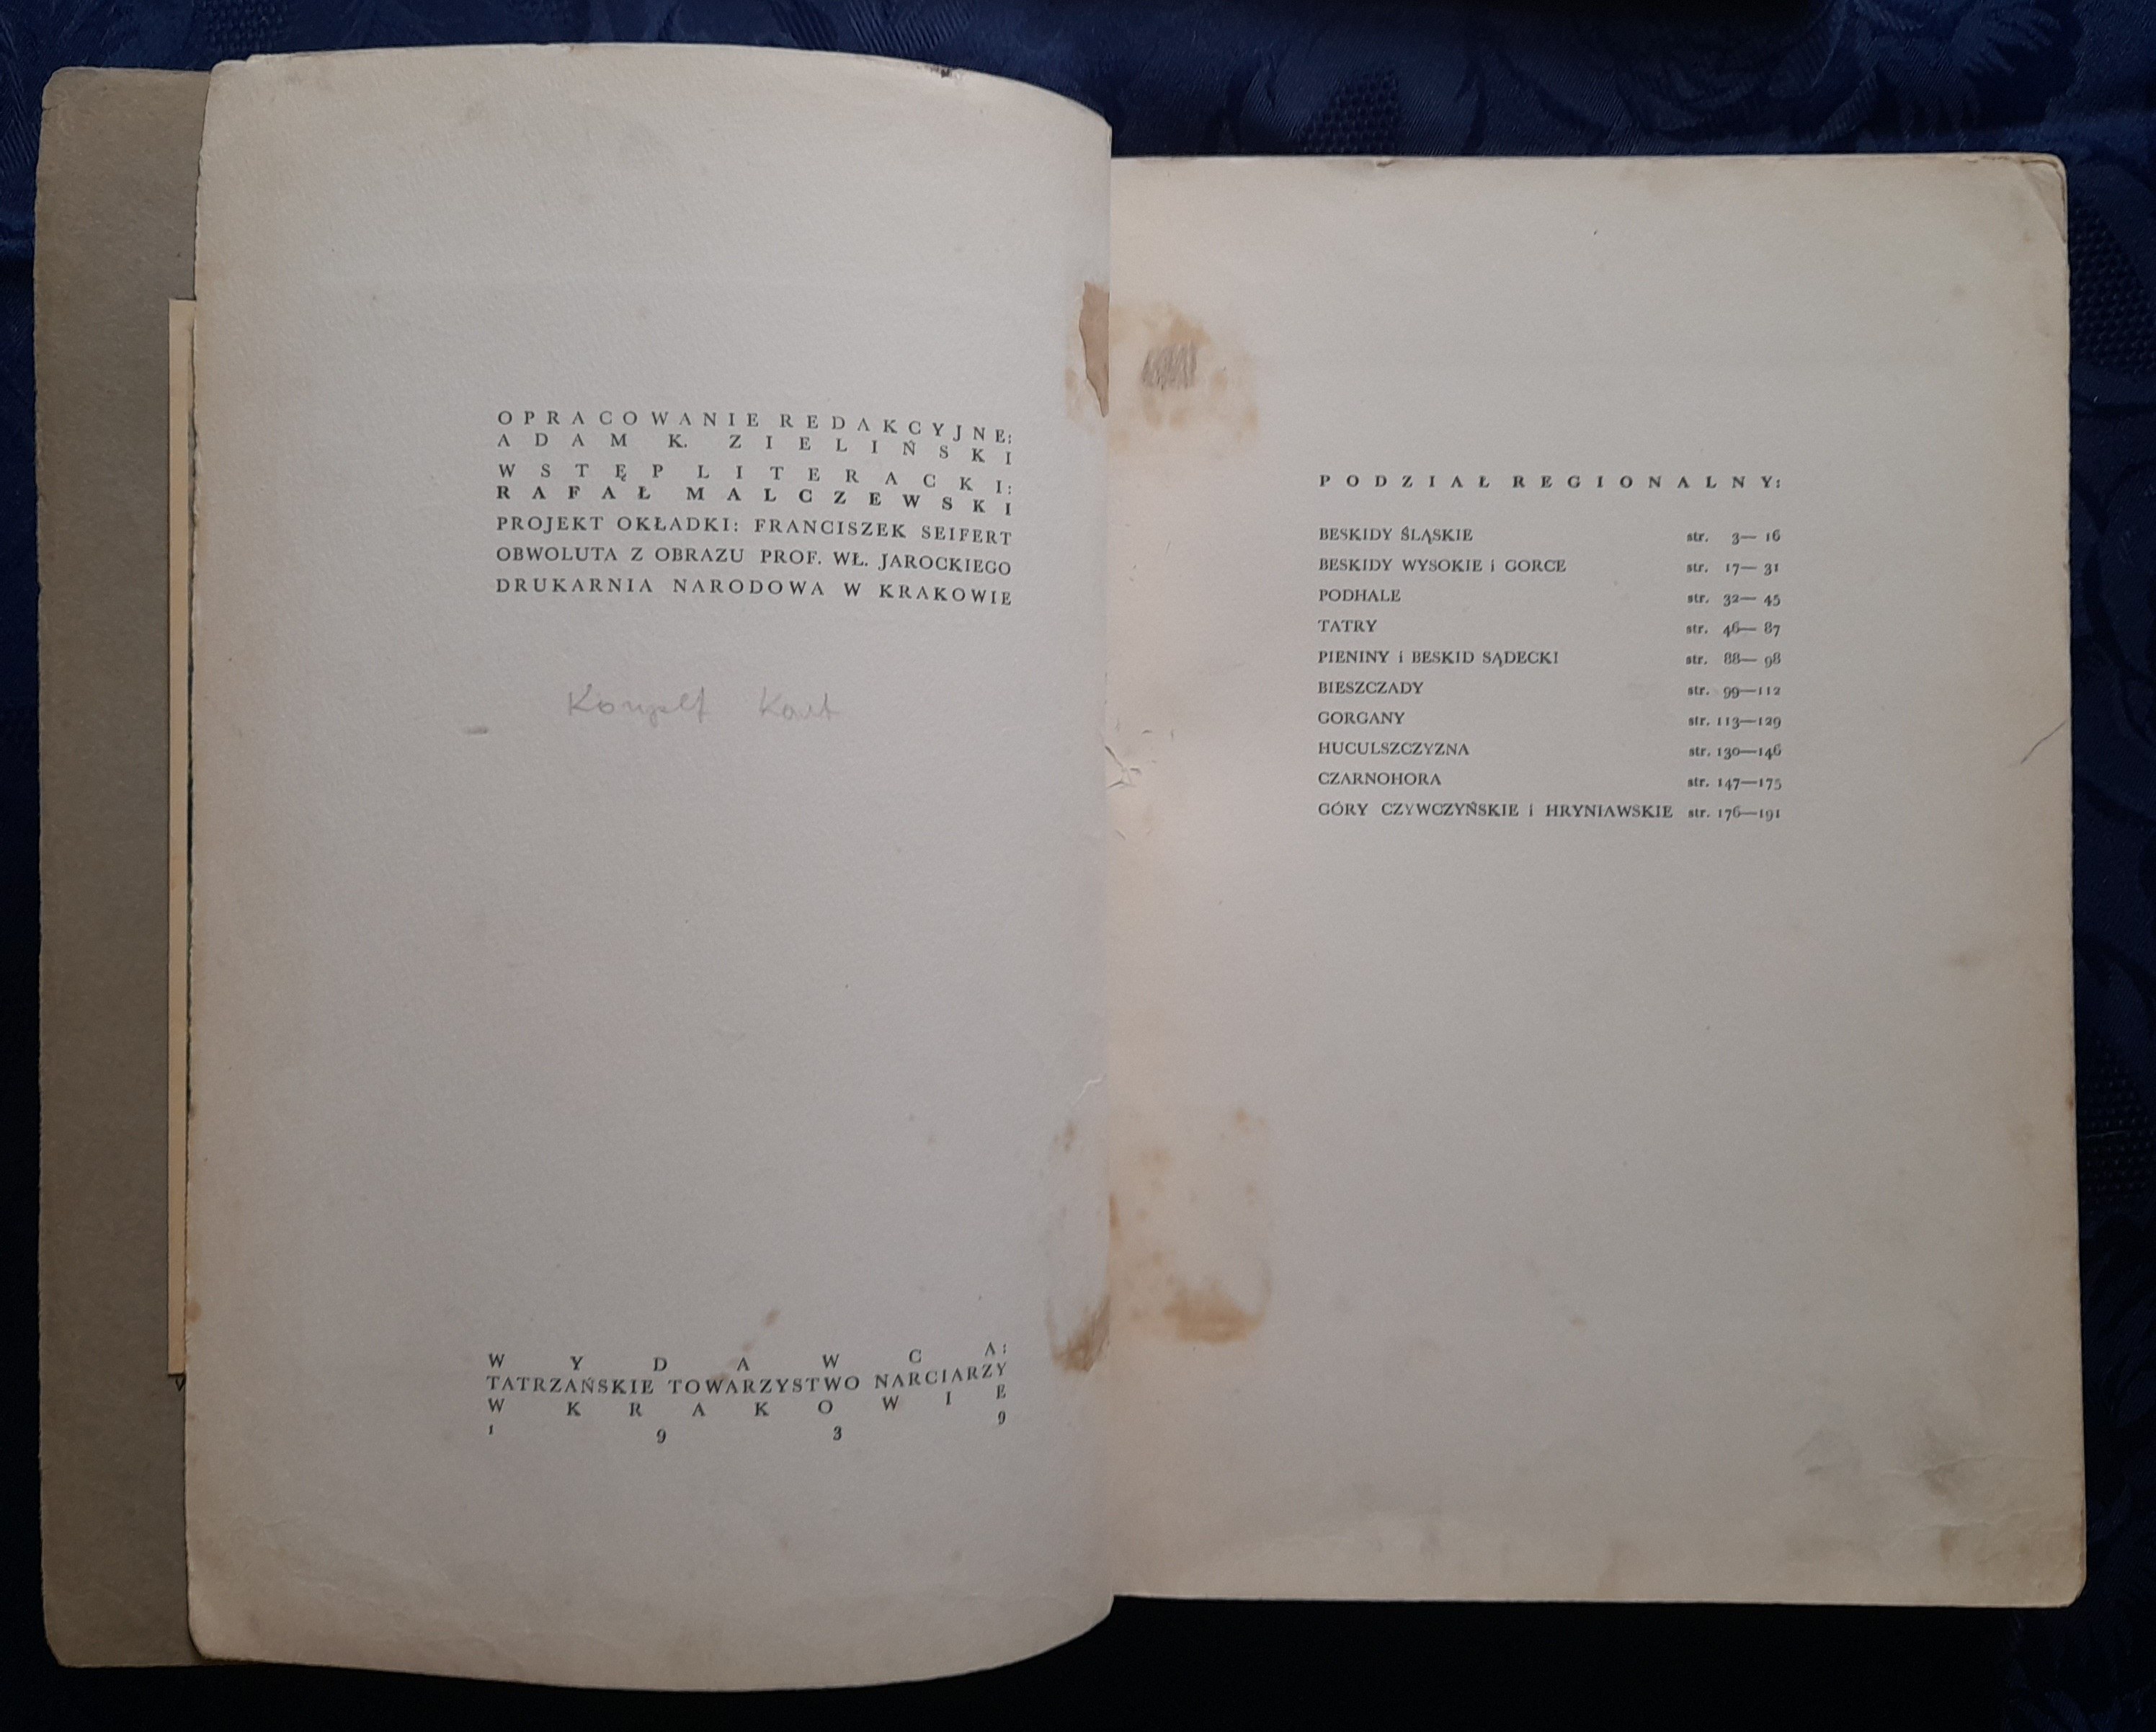 OPRACOWANIE REDAKCYJNE:
ADAM K. ZIELIŃSKI
WSTĘP LITERACKI:
RAFAŁ MALCZEWSKI
PROJEKT OKŁADKI: FRANCISZEK SEIFERT
OBWOLUTA Z OBRAZU PROF. WŁ. JAROCKIEGO
DRUKARNIA NARODOWA W KRAKOWIE
WYDAWCA:
TATRZAŃSKIE TOWARZYSTWO NARCIARZY
W KRAKOWIE
1939
PODZIAŁ REGIONALNY:
BESKIDY ŚLĄSKIE str. 3—16
BESKIDY WYSOKIE i GORCE str. 17—31
PODHALE str. 32—45
TATRY str. 46—87
PIENINY i BESKID SĄDECKI str. 88—98
BIESZCZADY str. 99—112
GORGANY str. 113—129
HUCULSZCZYZNA str. 130—146
CZARNOHORA str. 147—175
GÓRY CZYWCZYŃSKIE i HRYNIAWSKIE str. 176—191